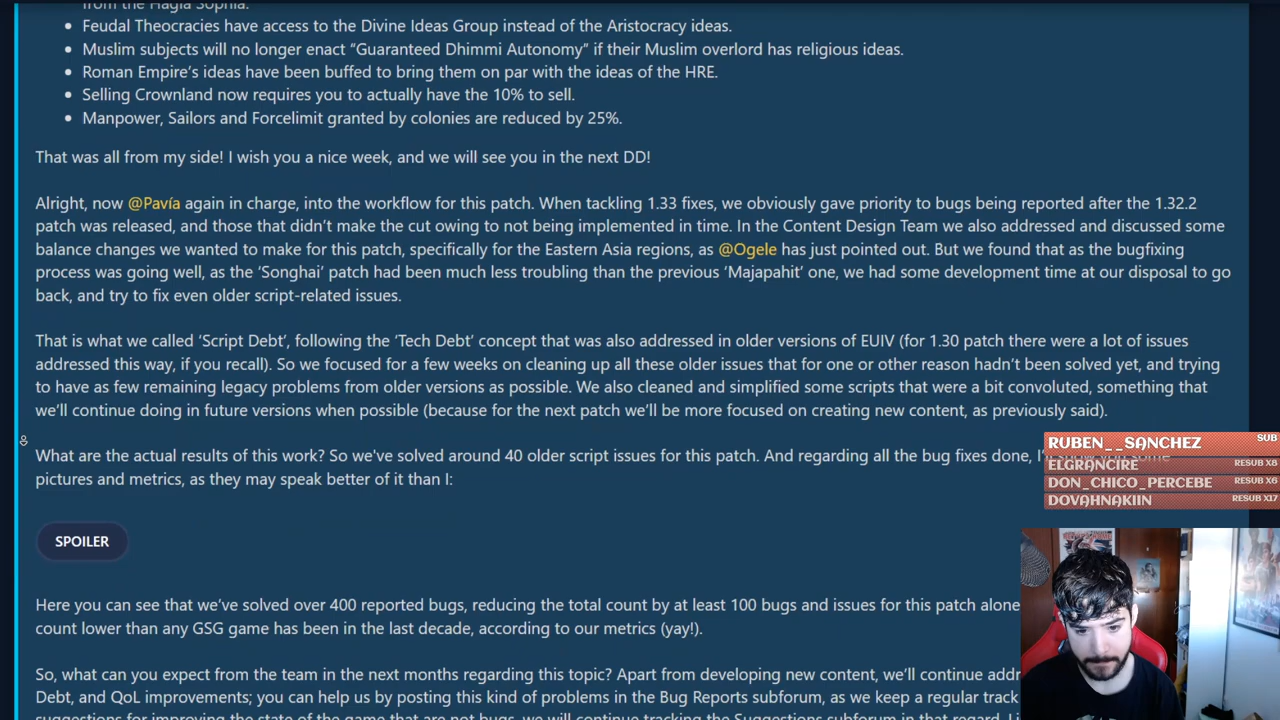 from the Hagia Sophia.
Feudal Theocracies have access to the Divine Ideas Group instead of the Aristocracy ideas.
Muslim subjects will no longer enact “Guaranteed Dhimmi Autonomy” if their Muslim overlord has religious ideas.
Roman Empire’s ideas have been buffed to bring them on par with the ideas of the HRE.
Selling Crownland now requires you to actually have the 10% to sell.
Manpower, Sailors and Forcelimit granted by colonies are reduced by 25%.
That was all from my side! I wish you a nice week, and we will see you in the next DD!
Alright, now @Pavía again in charge, into the workflow for this patch. When tackling 1.33 fixes, we obviously gave priority to bugs being reported after the 1.32.2
patch was released, and those that didn’t make the cut owing to not being implemented in time. In the Content Design Team we also addressed and discussed some
balance changes we wanted to make for this patch, specifically for the Eastern Asia regions, as @Ogele has just pointed out. But we found that as the bugfixing
process was going well, as the ‘Songhai’ patch had been much less troubling than the previous ‘Majapahit’ one, we had some development time at our disposal to go
back, and try to fix even older script-related issues.
That is what we called ‘Script Debt’, following the ‘Tech Debt’ concept that was also addressed in older versions of EUIV (for 1.30 patch there were a lot of issues
addressed this way, if you recall). So we focused for a few weeks on cleaning up all these older issues that for one or other reason hadn’t been solved yet, and trying
to have as few remaining legacy problems from older versions as possible. We also cleaned and simplified some scripts that were a bit convoluted, something that
we’ll continue doing in future versions when possible (because for the next patch we’ll be more focused on creating new content, as previously said).
What are the actual results of this work? So we've solved around 40 older script issues for this patch. And regarding all the bug fixes done,
pictures and metrics, as they may speak better of it than I:
RUBEN__SANCHEZ SUB
ELGRANCIRE RESUB X8
DON_CHICO_PERCEBE RESUB X6
DOVAHNAKIIN RESUB X17
SPOILER
Here you can see that we’ve solved over 400 reported bugs, reducing the total count by at least 100 bugs and issues for this patch alone
count lower than any GSG game has been in the last decade, according to our metrics (yay!).
So, what can you expect from the team in the next months regarding this topic? Apart from developing new content, we’ll continue
Debt, and QoL improvements; you can help us by posting this kind of problems in the Bug Reports subforum, as we keep a regular track
suggestions for improving the state of the game that are not bugs, we will continue tracking the Suggestions subforum in that regard.